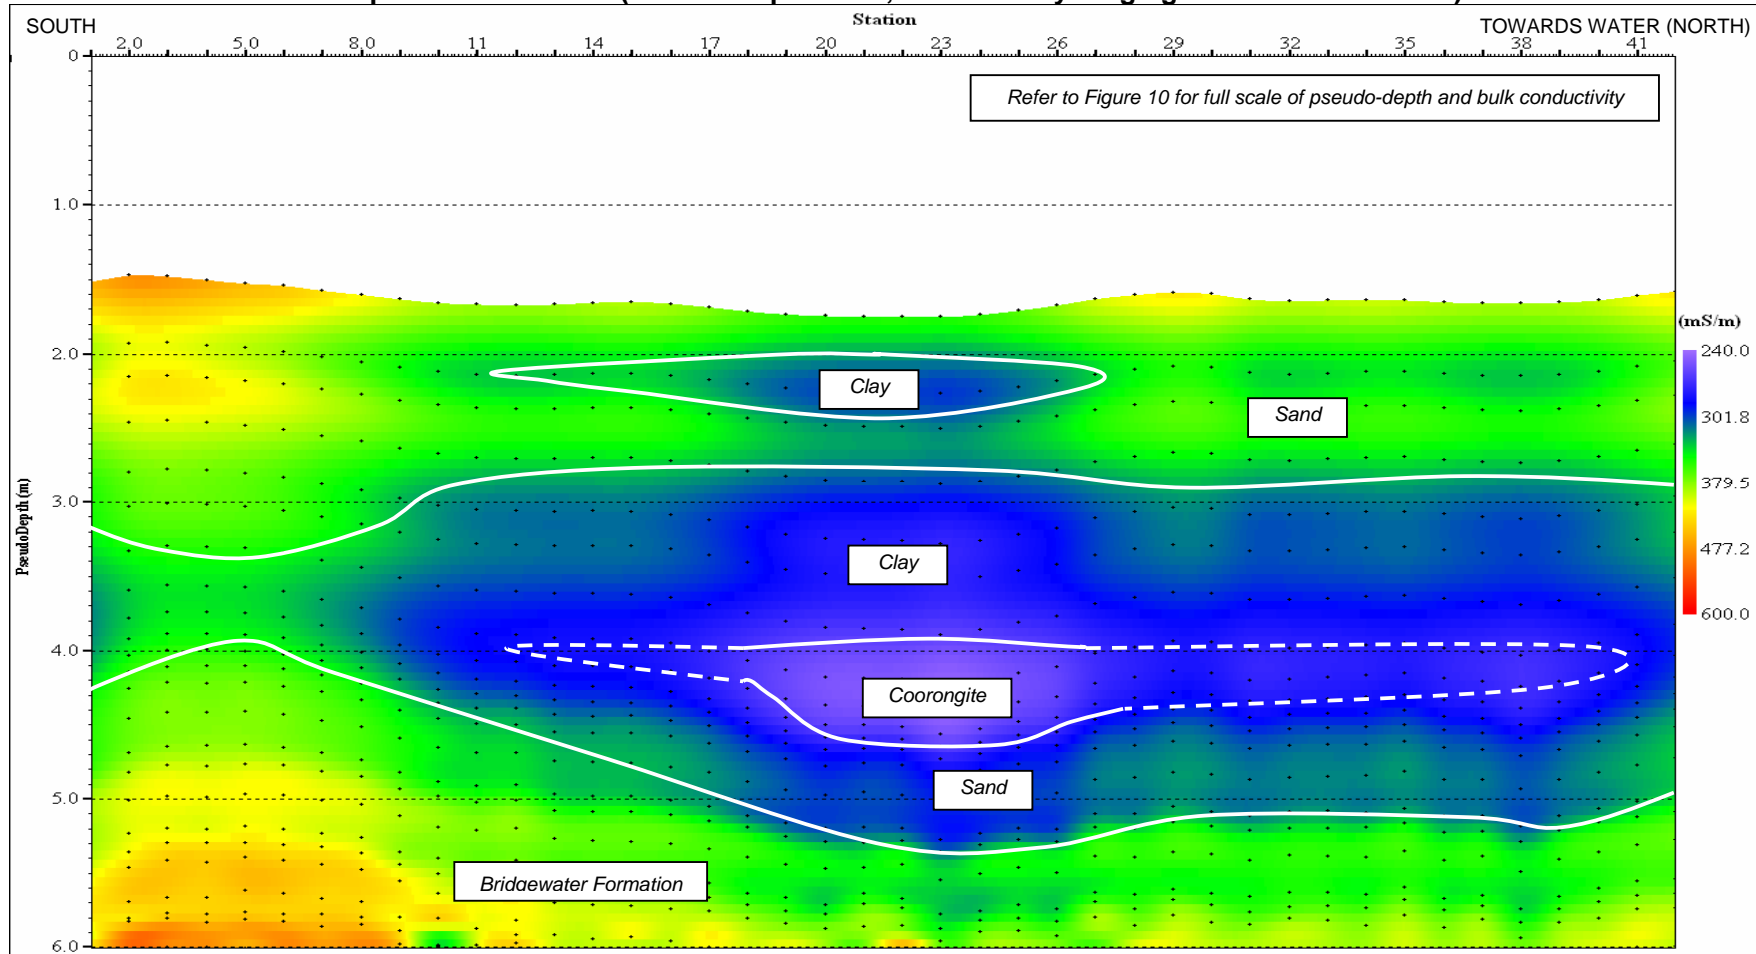 SOUTH
Station
TOWARDS WATER (NORTH)
2.0 5.0 8.0 11 14 17 20 23 26 29 32 35 38 41
0
Refer to Figure 10 for full scale of pseudo-depth and bulk conductivity
1.0
(mS/m)
240.0
2.0
Clay
Sand
301.8
379.5
3.0
PseudoDepth (m)
Clay
477.2
600.0
4.0
Coorongite
Sand
5.0
Bridgewater Formation
6.0